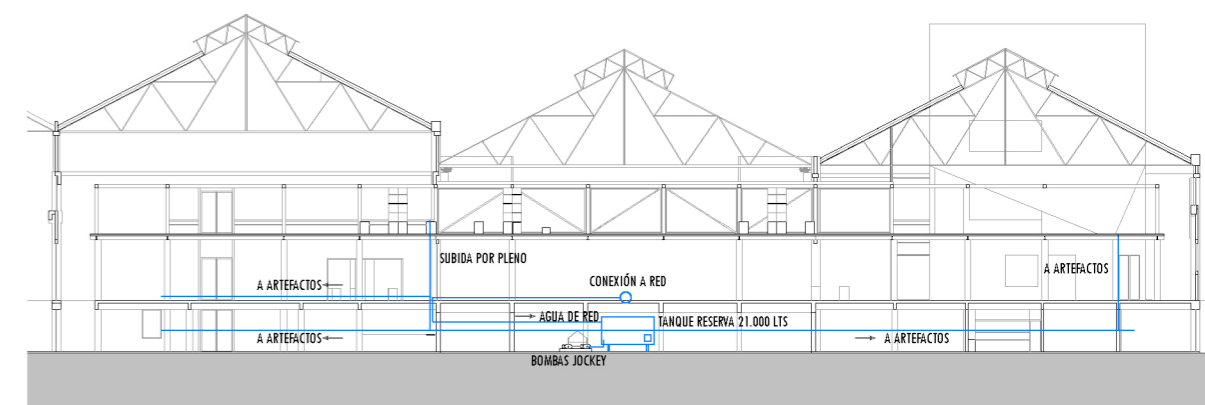 SUBIDA POR PLENO
A ARTEFACTOS
CONEXIÓN A RED
A ARTEFACTOS
AGUA DE RED
TANQUE RESERVA 21.000 LTS
A ARTEFACTOS
A ARTEFACTOS
BOMBAS JOCKEY